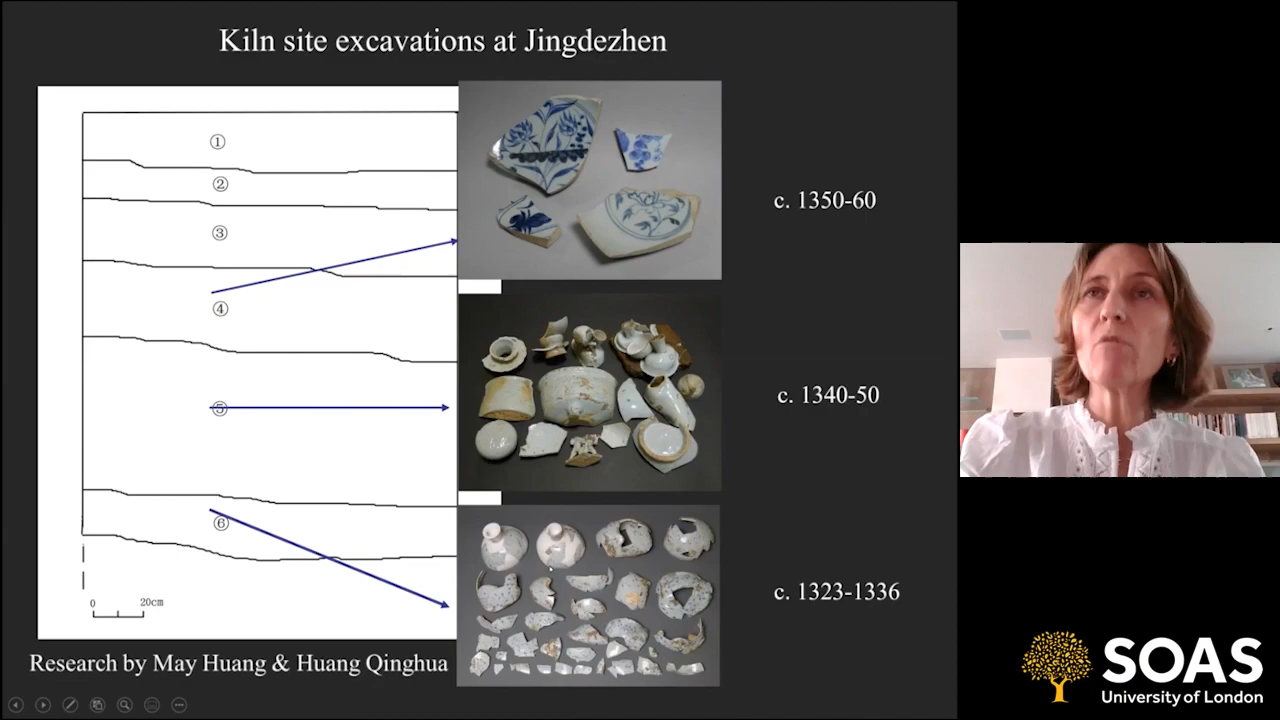 Kiln site excavations at Jingdezhen
①
②
③
④
⑤
⑥
0 20cm
c. 1350-60
c. 1340-50
c. 1323-1336
Research by May Huang & Huang Qinghua
SOAS
University of London